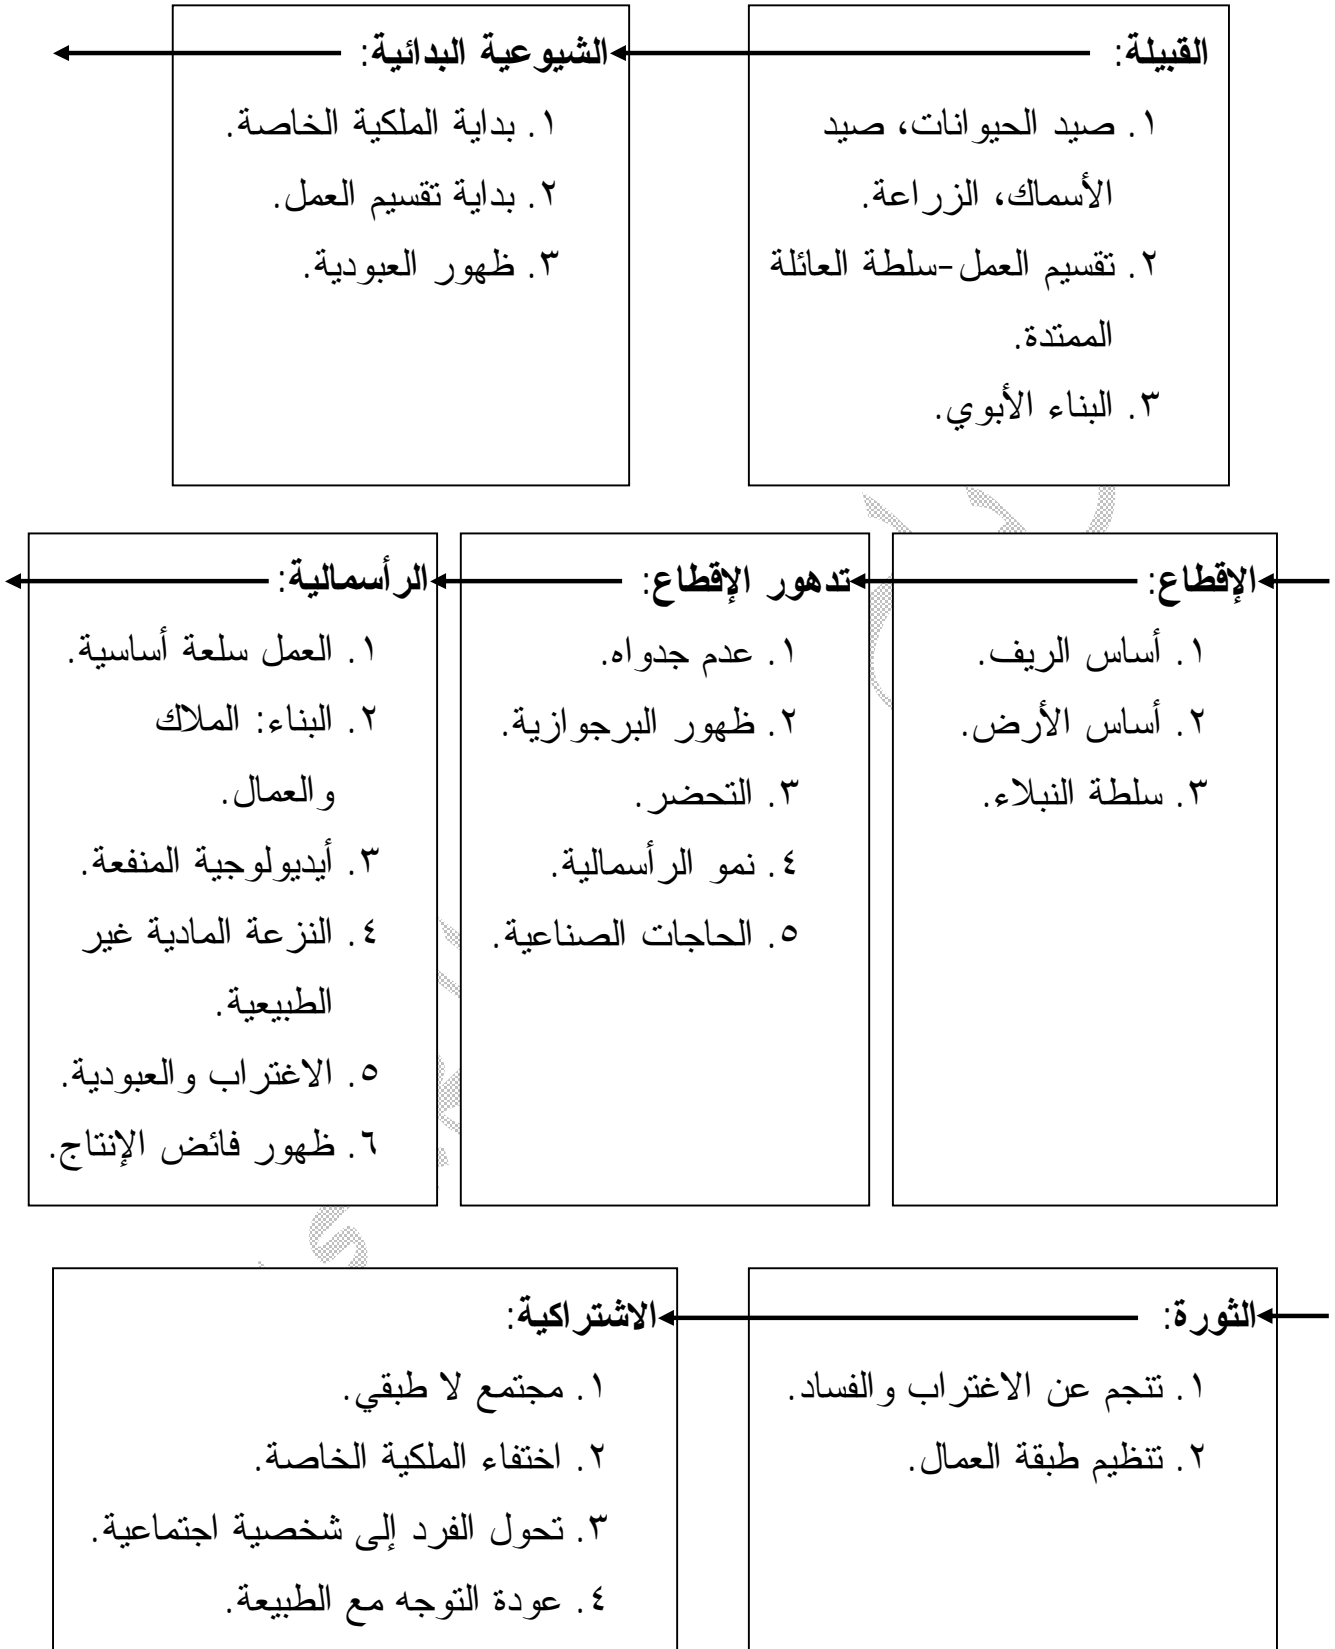 القبيلة:
١. صيد الحيوانات، صيد
الأسماك، الزراعة.
٢. تقسيم العمل-سلطة العائلة
الممتدة.
٣. البناء الأبوي.
الشيوعية البدائية:
١. بداية الملكية الخاصة.
٢. بداية تقسيم العمل.
٣. ظهور العبودية.
الإقطاع:
١. أساس الريف.
٢. أساس الأرض.
٣. سلطة النبلاء.
تدهور الإقطاع:
١. عدم جدواه.
٢. ظهور البرجوازية.
٣. التحضر.
٤. نمو الرأسمالية.
٥. الحاجات الصناعية.
الرأسمالية:
١. العمل سلعة أساسية.
٢. البناء: الملاك
والعمال.
٣. أيديولوجية المنفعة.
٤. النزعة المادية غير
الطبيعية.
٥. الاغتراب والعبودية.
٦. ظهور فائض الإنتاج.
الثورة:
١. تتجم عن الاغتراب والفساد.
٢. تنظيم طبقة العمال.
الاشتراكية:
١. مجتمع لا طبقي.
٢. اختفاء الملكية الخاصة.
٣. تحول الفرد إلى شخصية اجتماعية.
٤. عودة التوجه مع الطبيعة.